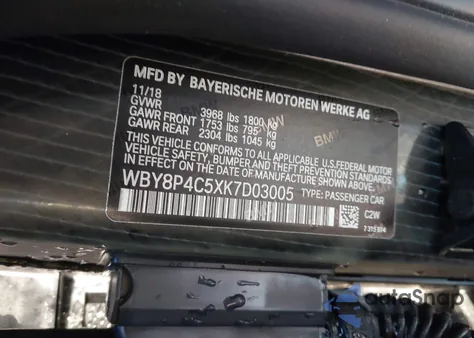 MFD BY BAYERISCHE MOTOREN WERKE AG
11/18
GVWR 3968 lbs 1800 kg
GAWR FRONT 1753 lbs 795 kg
GAWR REAR 2304 lbs 1045 kg
THIS VEHICLE CONFORMS TO ALL APPLICABLE U.S.FEDERAL MOTOR
VEHICLE SAFETY, BUMPER AND THEFT PREVENTION STANDARDS
IN EFFECT ON THE DATE OF MANUFACTURE SHOWN ABOVE.
WBY8P4C5XK7D03005 TYPE: PASSENGER CAR
C2W
autoSnap